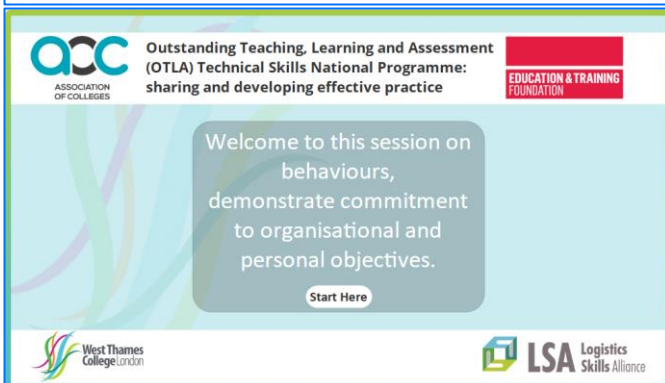 aoc
ASSOCIATION
OF COLLEGES
Outstanding Teaching, Learning and Assessment
(OTLA) Technical Skills National Programme:
sharing and developing effective practice
EDUCATION & TRAINING
FOUNDATION
Welcome to this session on
behaviours,
demonstrate commitment
to organisational and
personal objectives.
Start Here
West Thames
College London
LSA Logistics
Skills Alliance